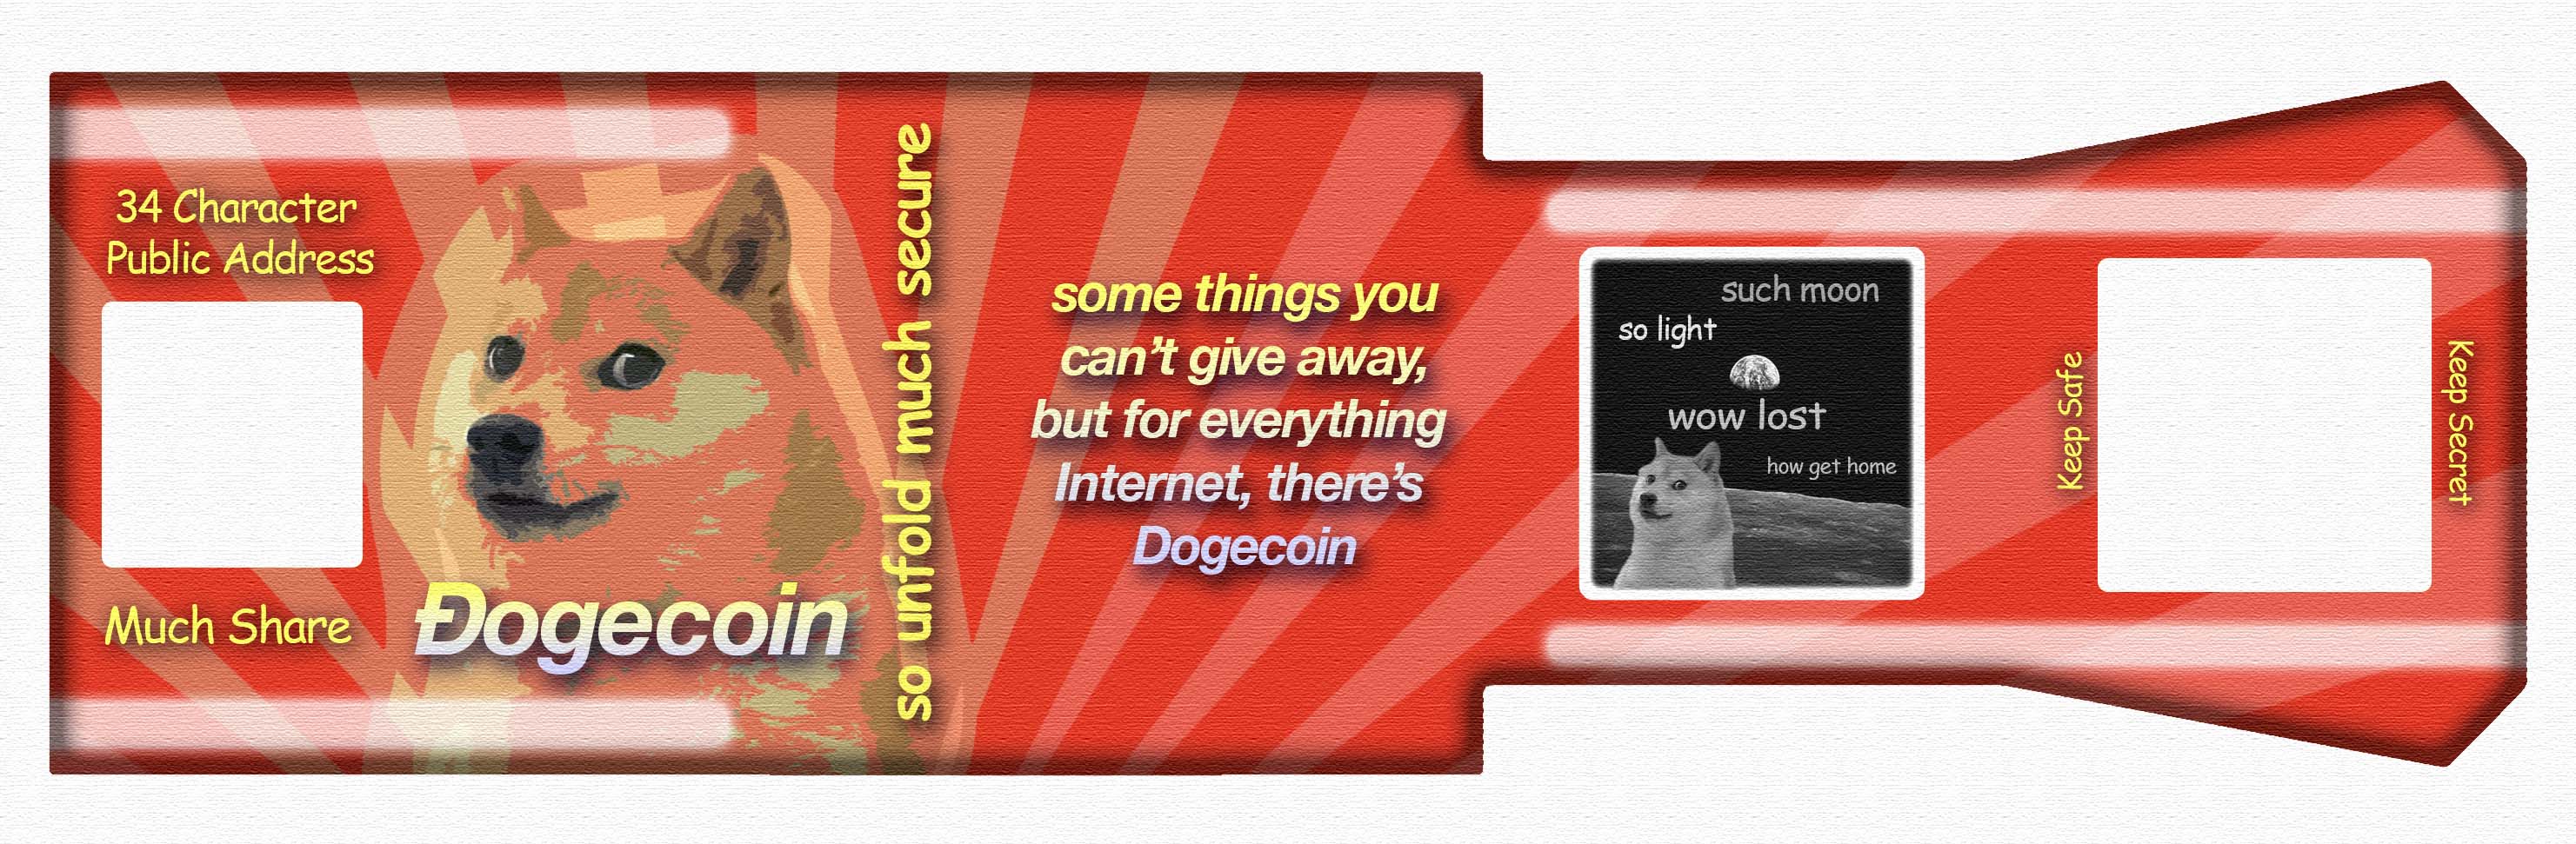 34 Character
Public Address
Much Share
Ðogecoin
so unfold much secure
some things you
can’t give away,
but for everything
Internet, there’s
Dogecoin
such moon
so light
wow lost
how get home
Keep Safe
Keep Secret